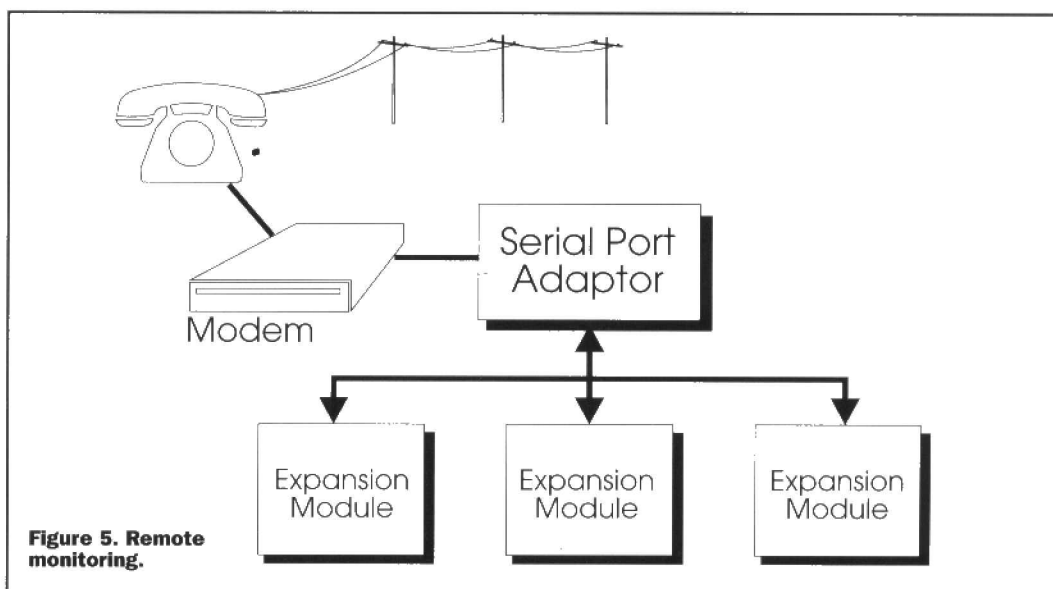 Serial Port
Adaptor
Modem
Expansion
Module
Expansion
Module
Expansion
Module
Figure 5. Remote
monitoring.